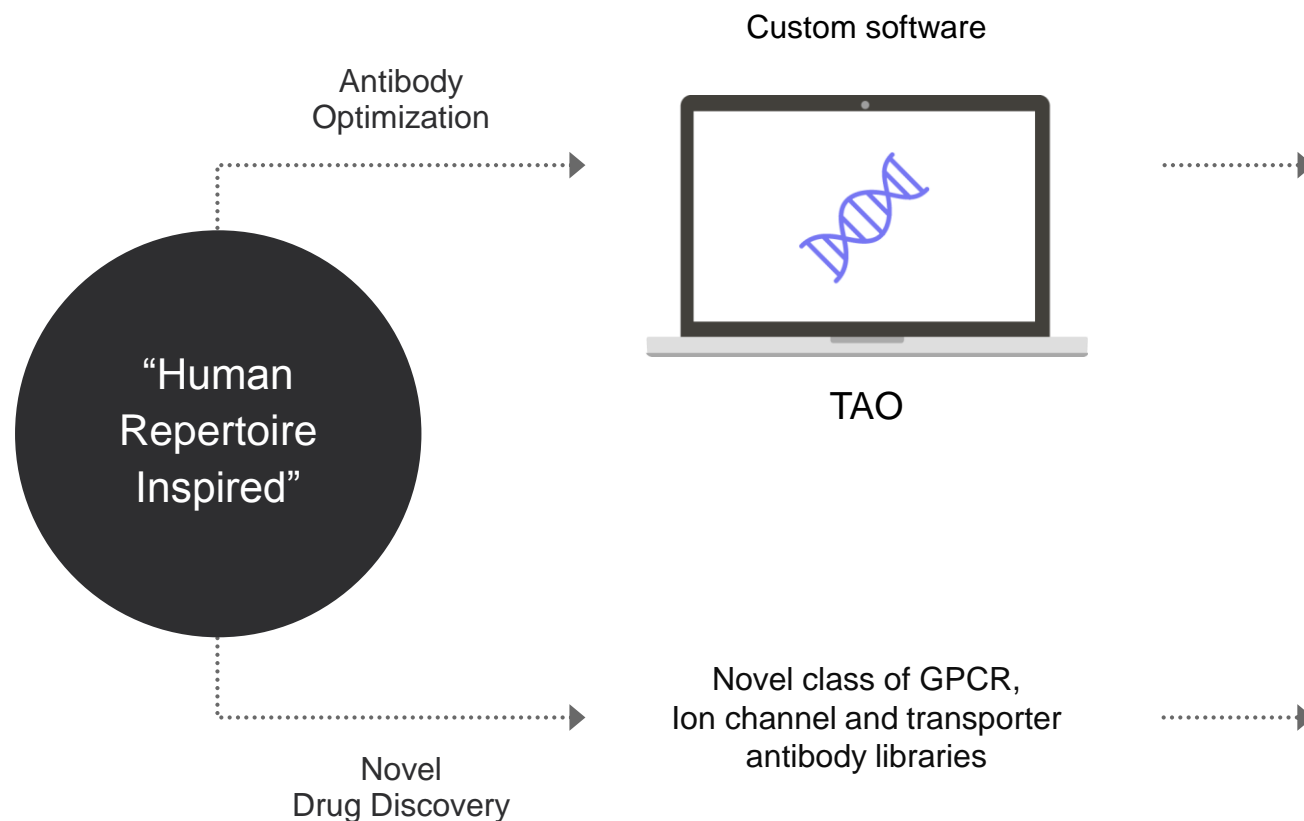 Custom software
Antibody
Optimization
“Human
Repertoire
Inspired”
TAO
Novel class of GPCR,
Ion channel and transporter
antibody libraries
Novel
Drug Discovery